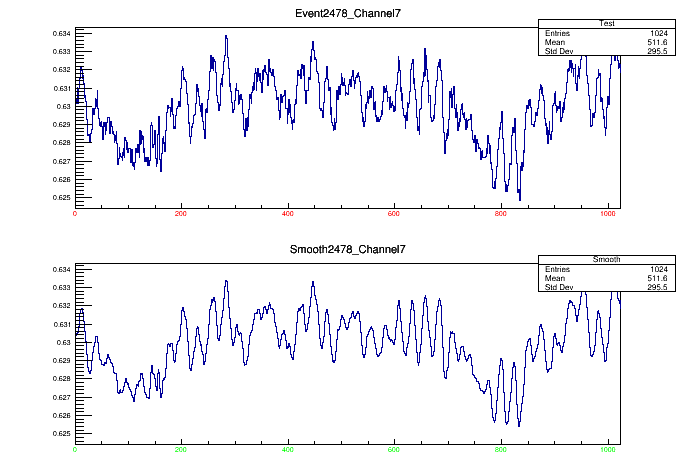 Event2478_Channel7
Test
Entries 1024
Mean 511.6
Std Dev 295.5
0.634
0.633
0.632
0.631
0.63
0.629
0.628
0.627
0.626
0.625
0 200 400 600 800 1000
Smooth2478_Channel7
Smooth
Entries 1024
Mean 511.6
Std Dev 295.5
0.634
0.633
0.632
0.631
0.63
0.629
0.628
0.627
0.626
0.625
0 200 400 600 800 1000